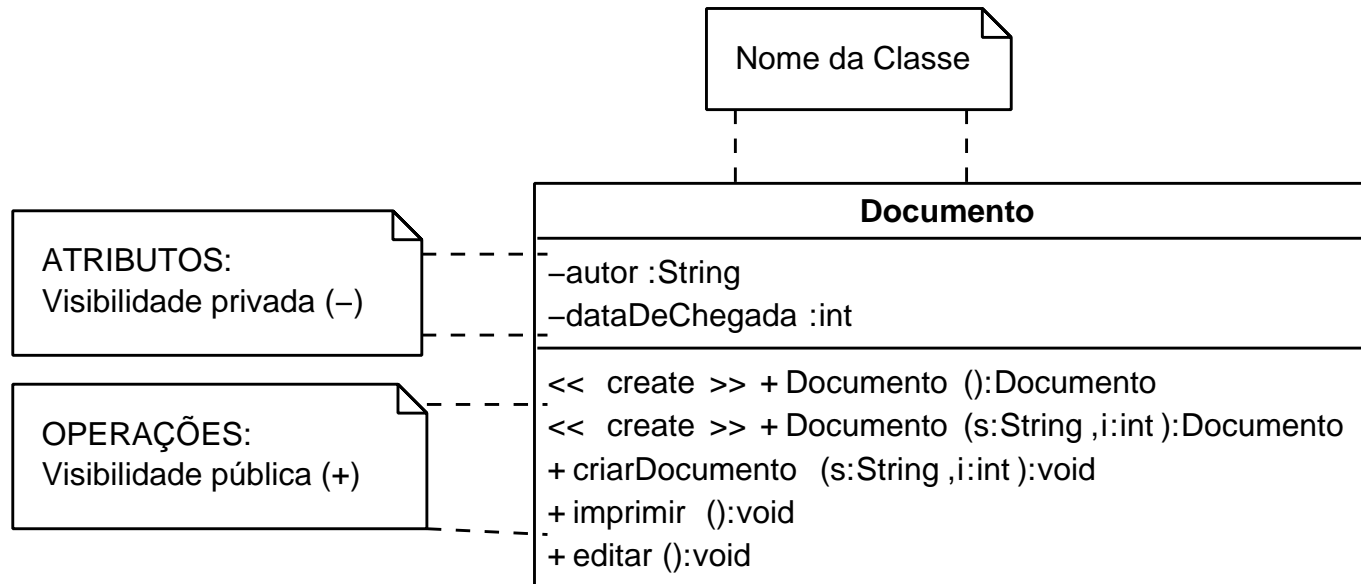 Nome da Classe
Documento
ATRIBUTOS:
Visibilidade privada (–)
–autor :String
–dataDeChegada :int
OPERAÇÕES:
Visibilidade pública (+)
<< create >> + Documento ():Documento
<< create >> + Documento (s:String ,i:int ):Documento
+ criarDocumento (s:String ,i:int ):void
+ imprimir ():void
+ editar ():void